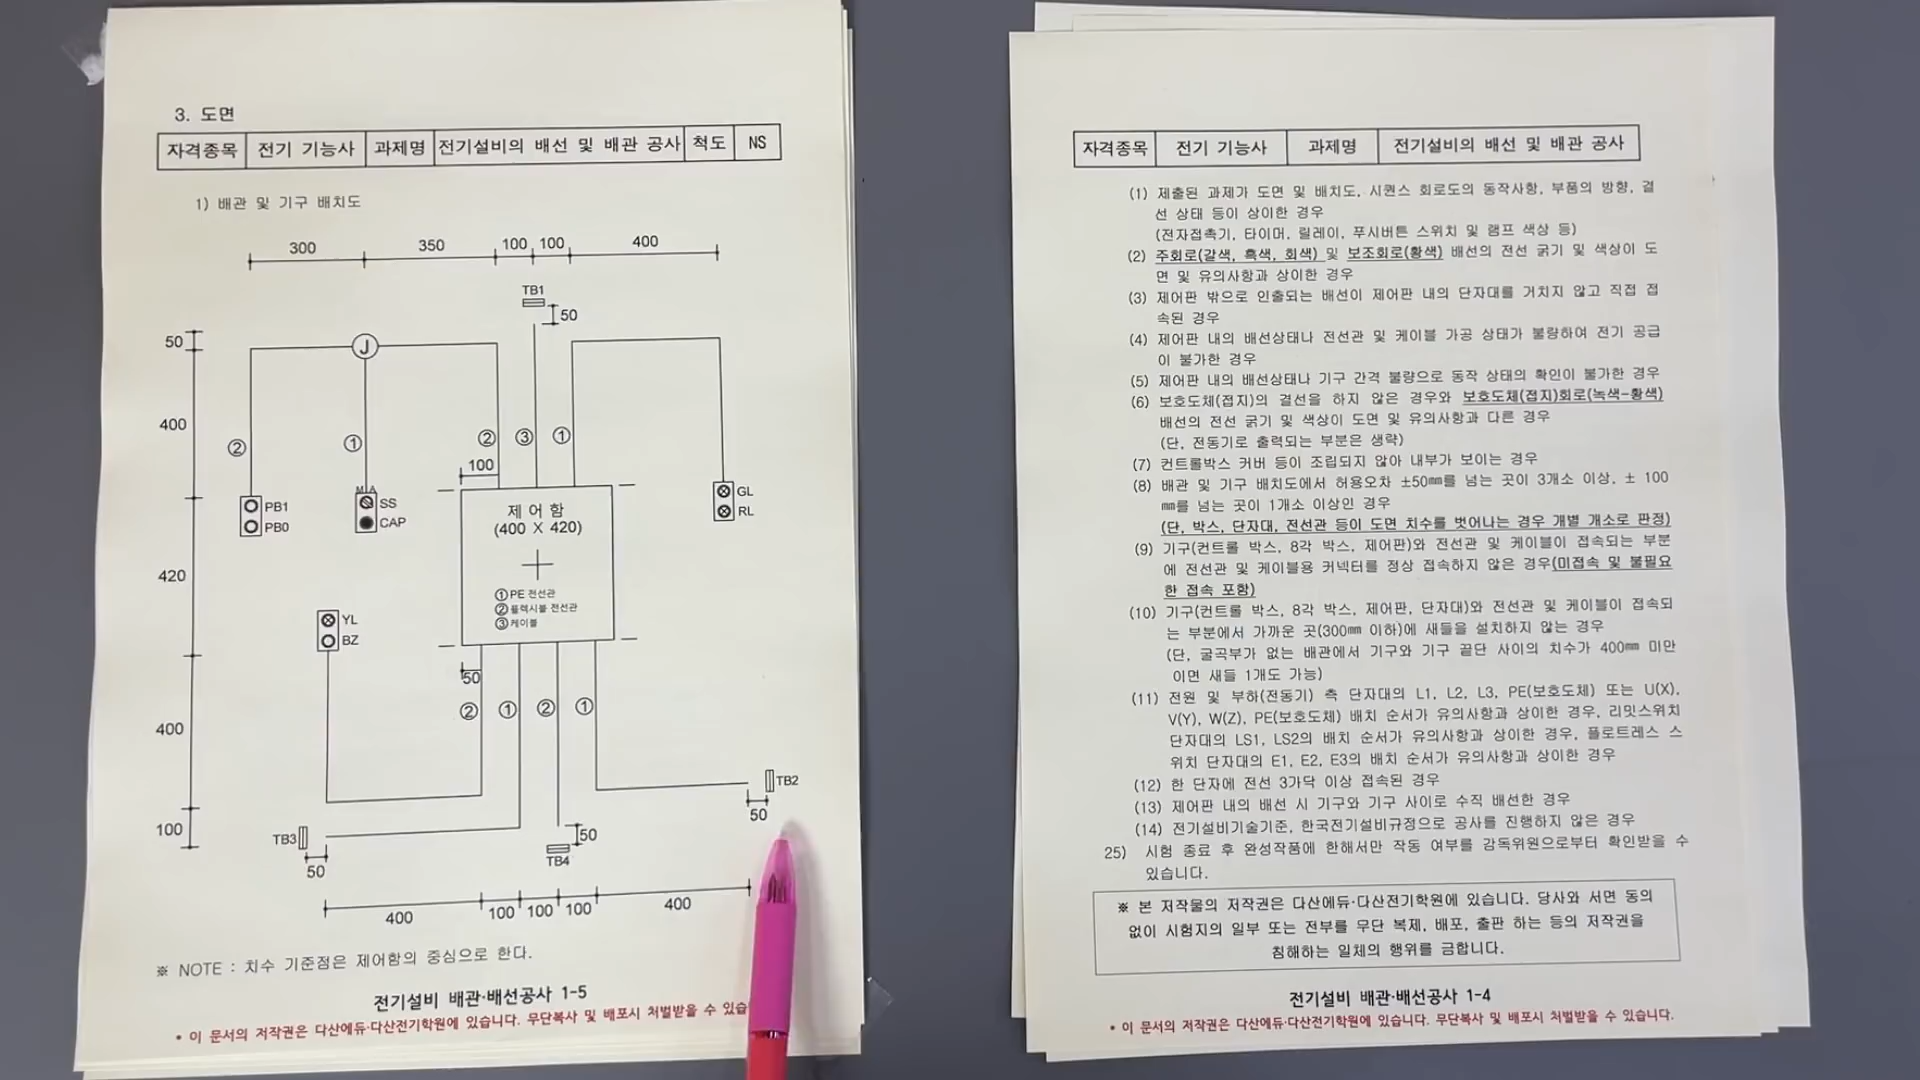 3. 도면
자격종목 전기 기능사 과제명 전기설비의 배선 및 배관 공사 척도 NS
1) 배관 및 기구 배치도
300 350 100 100 400
TB1
50
50
J
400
② ① ② ③ ①
100
PB1
PB0
M A
SS
CAP
GL
RL
제어함
(400 X 420)
① PE 전선관
② 플렉시블 전선관
③ 케이블
420
YL
BZ
50
② ① ② ①
400
TB2
50
100
TB3
50
50
TB4
400 100 100 100 400
※ NOTE : 치수 기준점은 제어함의 중심으로 한다.
전기설비 배관·배선공사 1-5
• 이 문서의 저작권은 다산에듀·다산전기학원에 있습니다. 무단복사 및 배포시 처벌받을 수 있습
자격종목 전기 기능사 과제명 전기설비의 배선 및 배관 공사
(1) 제출된 과제가 도면 및 배치도, 시퀀스 회로도의 동작사항, 부품의 방향, 결
선 상태 등이 상이한 경우
(전자접촉기, 타이머, 릴레이, 푸시버튼 스위치 및 램프 색상 등)
(2) 주회로(갈색, 흑색, 회색) 및 보조회로(황색) 배선의 전선 굵기 및 색상이 도
면 및 유의사항과 상이한 경우
(3) 제어판 밖으로 인출되는 배선이 제어판 내의 단자대를 거치지 않고 직접 접
속된 경우
(4) 제어판 내의 배선상태나 전선관 및 케이블 가공 상태가 불량하여 전기 공급
이 불가한 경우
(5) 제어판 내의 배선상태나 기구 간격 불량으로 동작 상태의 확인이 불가한 경우
(6) 보호도체(접지)의 결선을 하지 않은 경우와 보호도체(접지)회로(녹색-황색)
배선의 전선 굵기 및 색상이 도면 및 유의사항과 다른 경우
(단, 전동기로 출력되는 부분은 생략)
(7) 컨트롤박스 커버 등이 조립되지 않아 내부가 보이는 경우
(8) 배관 및 기구 배치도에서 허용오차 ±50㎜를 넘는 곳이 3개소 이상, ± 100
㎜를 넘는 곳이 1개소 이상인 경우
(단, 박스, 단자대, 전선관 등이 도면 치수를 벗어나는 경우 개별 개소로 판정)
(9) 기구(컨트롤 박스, 8각 박스, 제어판)와 전선관 및 케이블이 접속되는 부분
에 전선관 및 케이블용 커넥터를 정상 접속하지 않은 경우(미접속 및 불필요
한 접속 포함)
(10) 기구(컨트롤 박스, 8각 박스, 제어판, 단자대)와 전선관 및 케이블이 접속되
는 부분에서 가까운 곳(300㎜ 이하)에 새들을 설치하지 않는 경우
(단, 굴곡부가 없는 배관에서 기구와 기구 끝단 사이의 치수가 400㎜ 미만
이면 새들 1개도 가능)
(11) 전원 및 부하(전동기) 측 단자대의 L1, L2, L3, PE(보호도체) 또는 U(X),
V(Y), W(Z), PE(보호도체) 배치 순서가 유의사항과 상이한 경우, 리밋스위치
단자대의 LS1, LS2의 배치 순서가 유의사항과 상이한 경우, 플로트레스 스
위치 단자대의 E1, E2, E3의 배치 순서가 유의사항과 상이한 경우
(12) 한 단자에 전선 3가닥 이상 접속된 경우
(13) 제어판 내의 배선 시 기구와 기구 사이로 수직 배선한 경우
(14) 전기설비기술기준, 한국전기설비규정으로 공사를 진행하지 않은 경우
25) 시험 종료 후 완성작품에 한해서만 작동 여부를 감독위원으로부터 확인받을 수
있습니다.
※ 본 저작물의 저작권은 다산에듀·다산전기학원에 있습니다. 당사와 서면 동의
없이 시험지의 일부 또는 전부를 무단 복제, 배포, 출판 하는 등의 저작권을
침해하는 일체의 행위를 금합니다.
전기설비 배관·배선공사 1-4
• 이 문서의 저작권은 다산에듀·다산전기학원에 있습니다. 무단복사 및 배포시 처벌받을 수 있습니다.